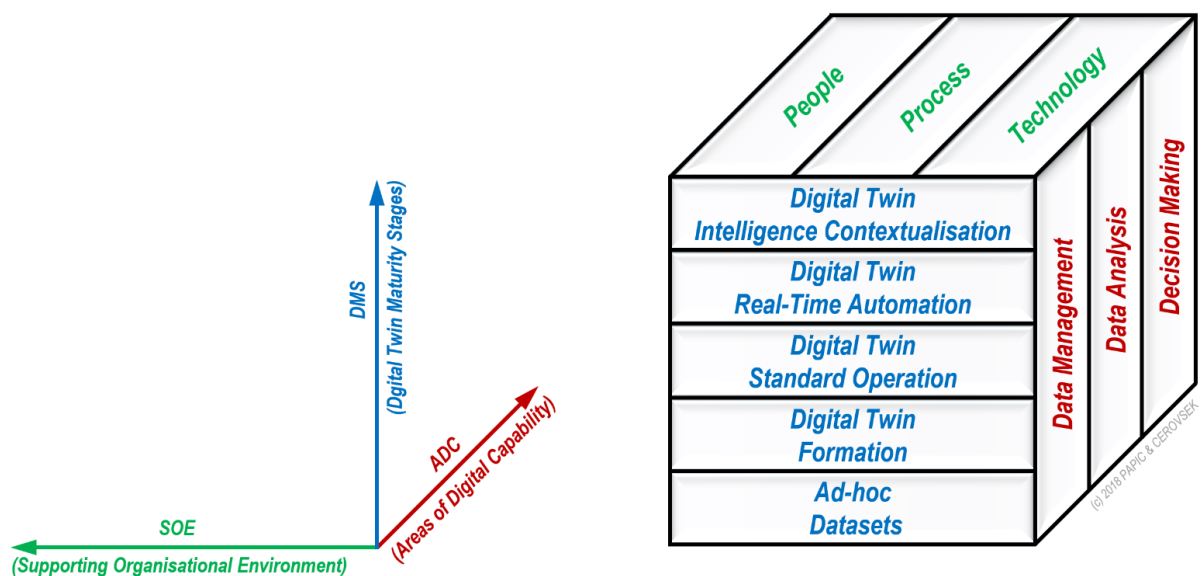 DMS
(Dgital Twin Maturity Stages)
ADC
(Areas of Digital Capability)
SOE
(Supporting Organisational Environment)
People
Process
Technology
Digital Twin
Intelligence Contextualisation
Digital Twin
Real-Time Automation
Digital Twin
Standard Operation
Digital Twin
Formation
Ad-hoc
Datasets
Data Management
Data Analysis
Decision Making
(c) 2018 PAPIC & CEROVSEK